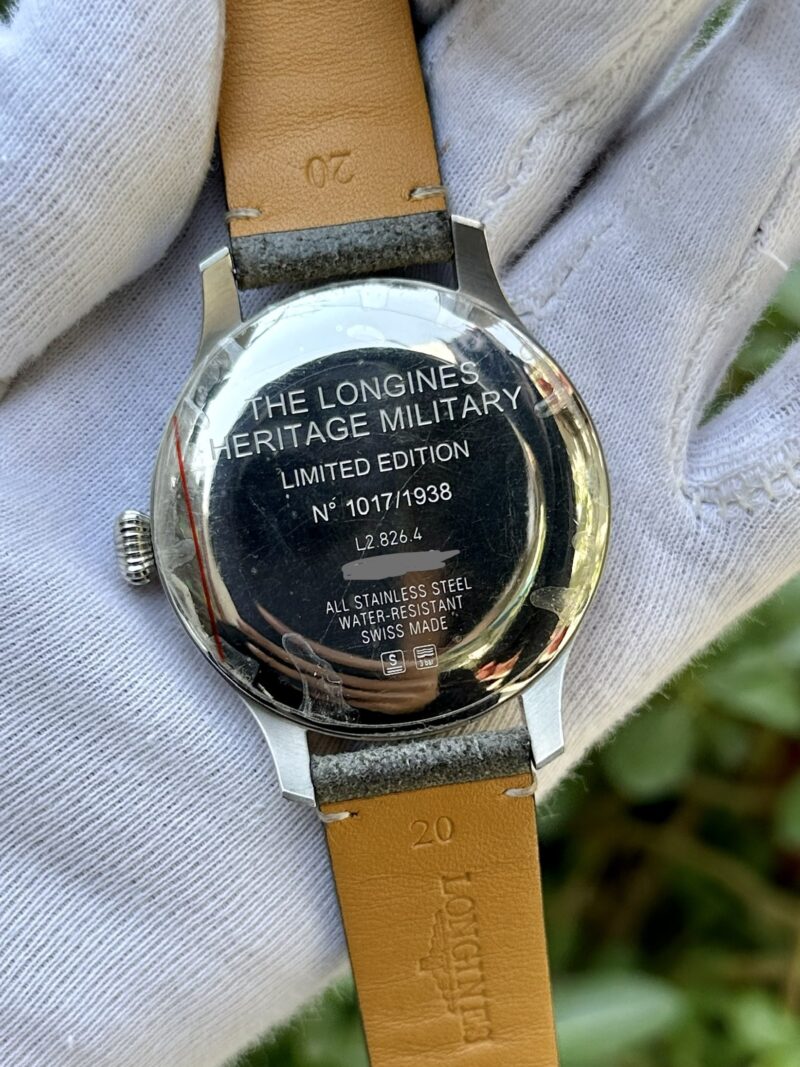 20
THE LONGINES
HERITAGE MILITARY
LIMITED EDITION
N° 1017/1938
L2.826.4
ALL STAINLESS STEEL
WATER-RESISTANT
SWISS MADE
S
3 bar
20
LONGINES